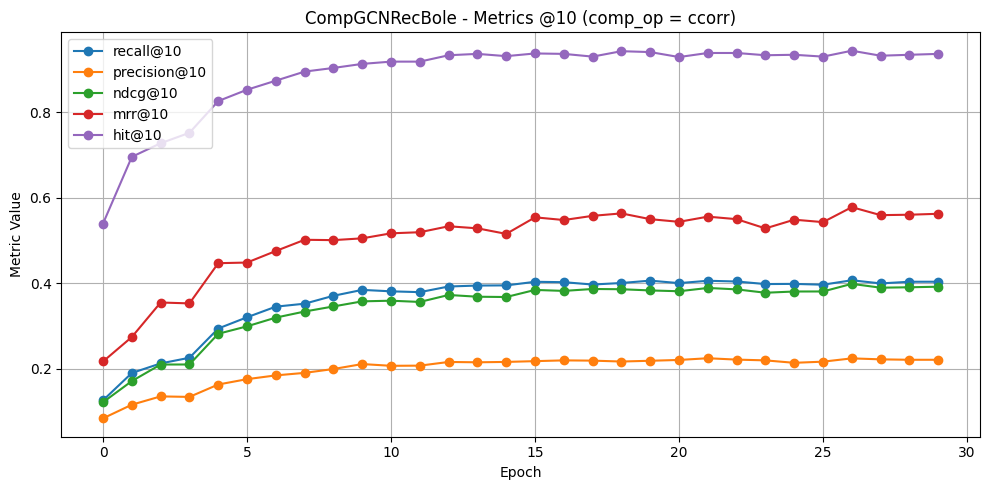 CompGCNRecBole - Metrics @10 (comp_op = ccorr)
recall@10
precision@10
ndcg@10
mrr@10
hit@10
Metric Value
0.8
0.6
0.4
0.2
0 5 10 15 20 25 30
Epoch